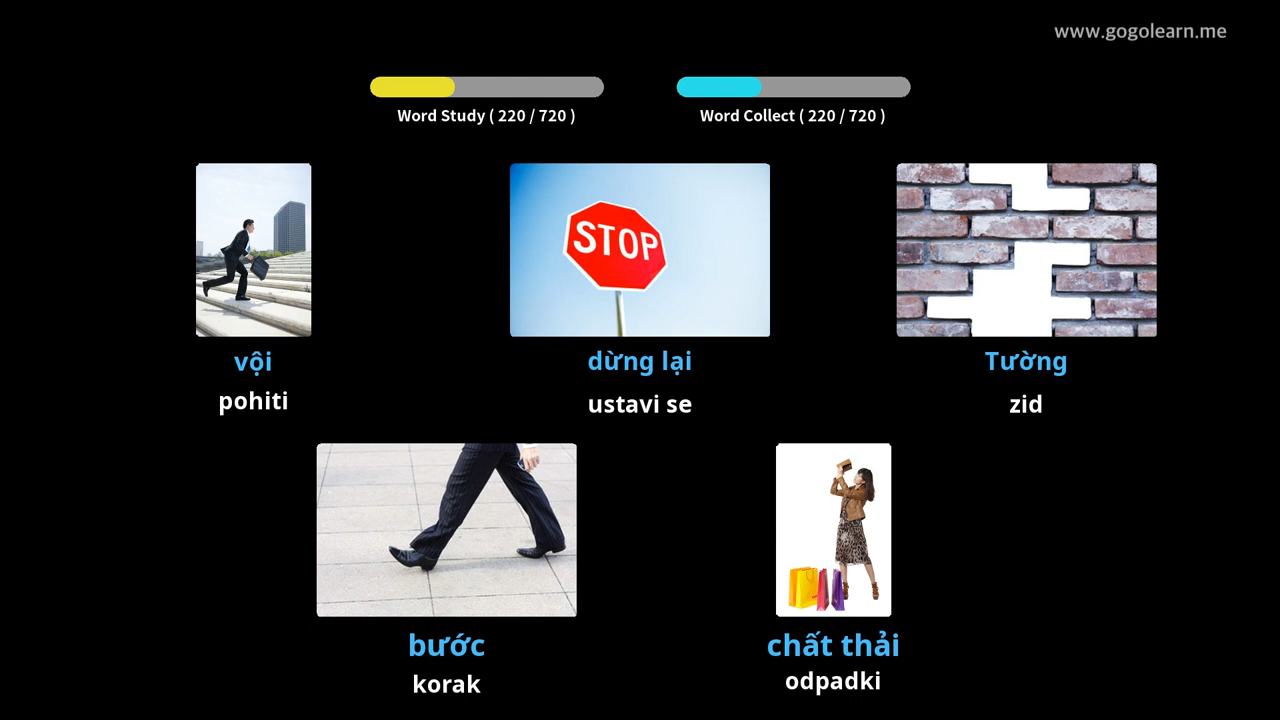 www.gogolearn.me
Word Study ( 220 / 720 )
Word Collect ( 220 / 720 )
STOP
vội
pohiti
dừng lại
ustavi se
Tường
zid
bước
korak
chất thải
odpadki